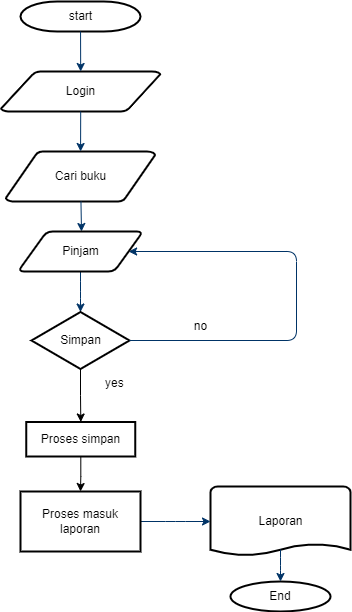 start
Login
Cari buku
Pinjam
Simpan
no
yes
Proses simpan
Proses masuk
laporan
Laporan
End